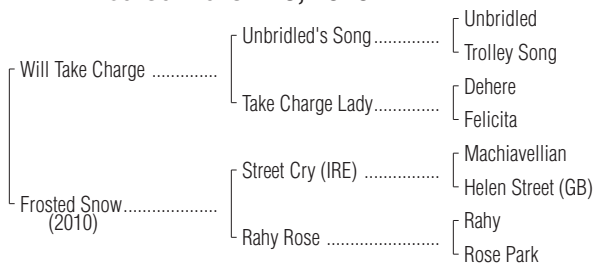 Unbridled
Unbridled's Song..............
Trolley Song
Will Take Charge .............
Dehere
Take Charge Lady..............
Felicita
Machiavellian
Street Cry (IRE) ...............
Helen Street (GB)
Frosted Snow...................
(2010)
Rahy
Rahy Rose ......................
Rose Park